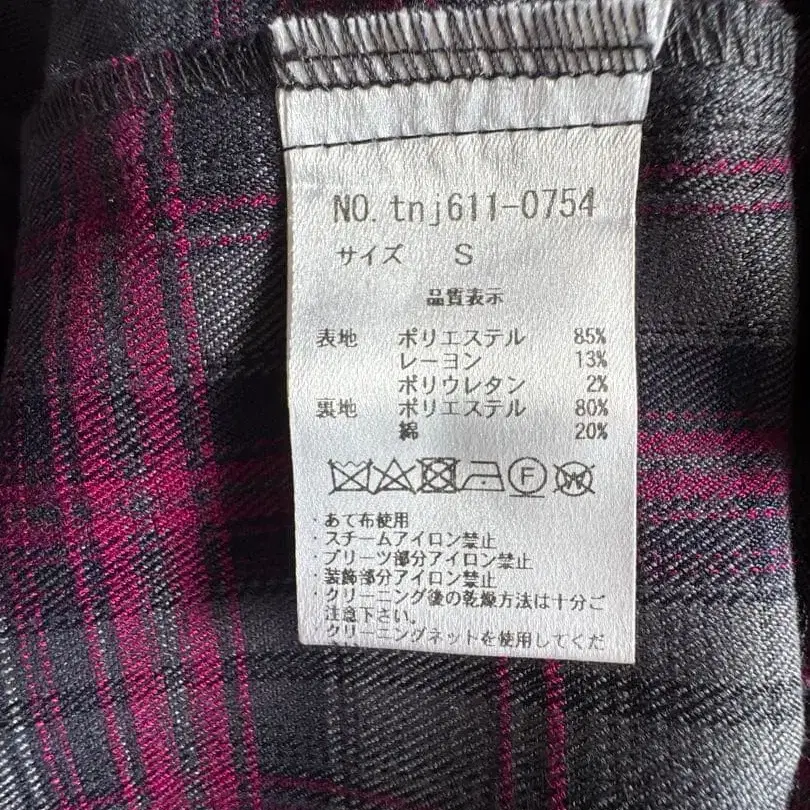 NO.tnj611-0754
サイズ S
品質表示
表地 ポリエステル 85%
レーヨン 13%
ポリウレタン 2%
裏地 ポリエステル 80%
綿 20%
F W
・あて布使用
・スチームアイロン禁止
・プリーツ部分アイロン禁止
・装飾部分アイロン禁止
・クリーニング後の乾燥方法は十分ご
注意下さい。
・クリーニングネットを使用してくだ